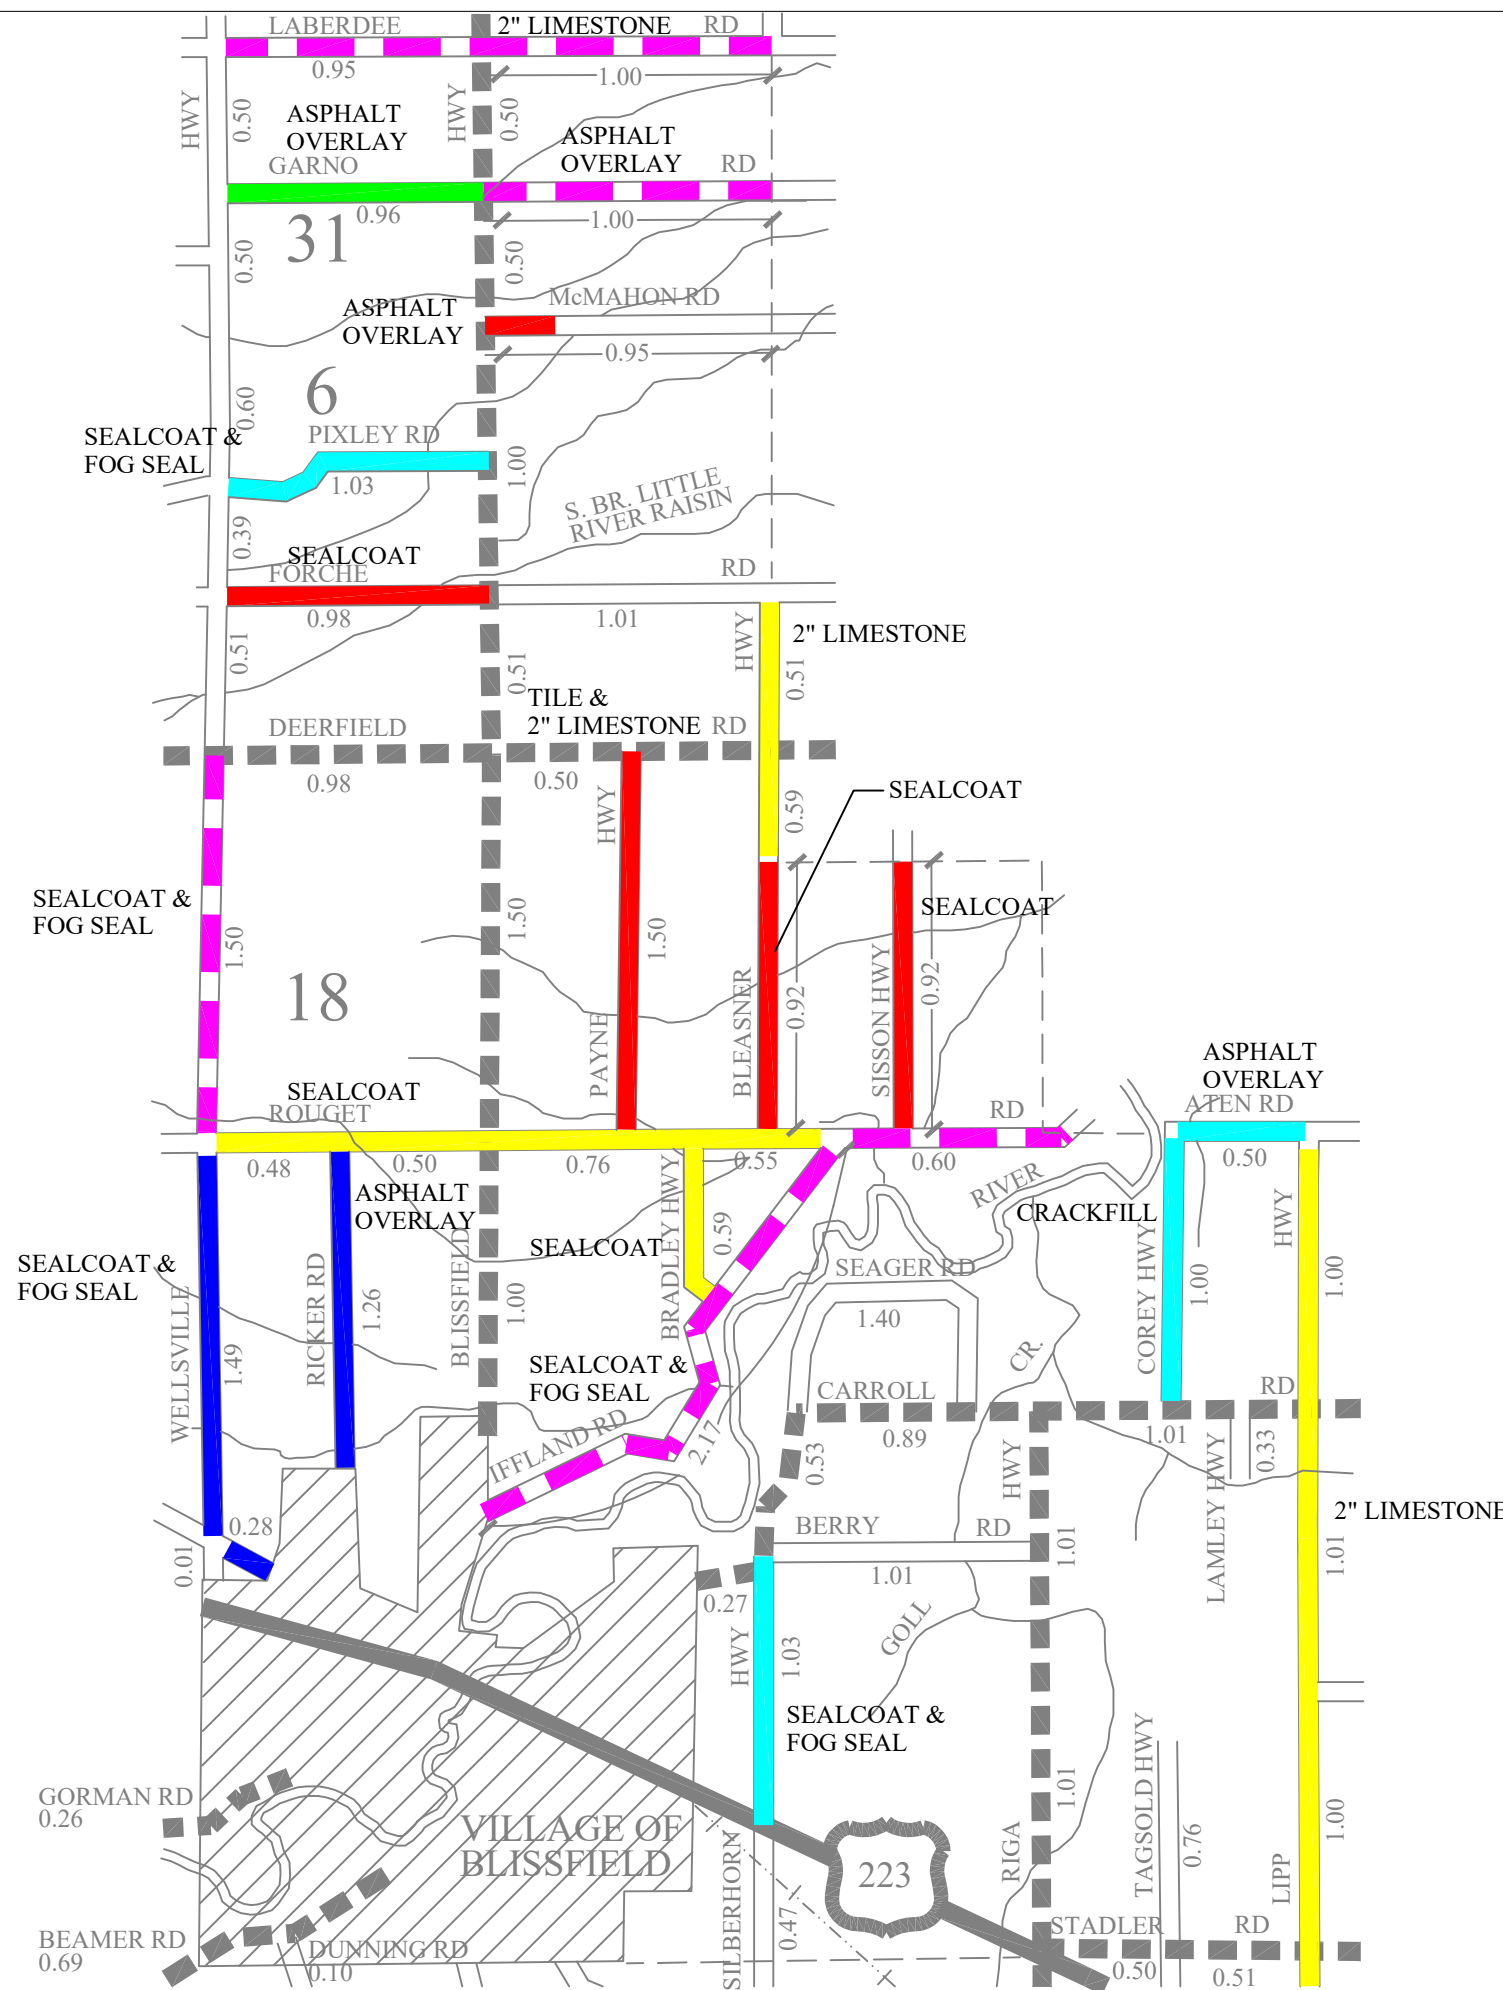 LABERDEE
2" LIMESTONE
RD
0.95
1.00
HWY
0.50
ASPHALT
OVERLAY
HWY
0.50
ASPHALT
OVERLAY
GARNO
RD
0.96
1.00
31
0.50
0.50
McMAHON RD
ASPHALT
OVERLAY
0.95
6
0.60
SEALCOAT &
FOG SEAL
PIXLEY RD
1.03
1.00
S. BR. LITTLE
RIVER RAISIN
0.39
SEALCOAT
FORCHE
RD
0.98
1.01
0.51
0.51
HWY
2" LIMESTONE
0.51
TILE &
2" LIMESTONE
DEERFIELD
RD
0.98
0.50
HWY
0.59
SEALCOAT
SEALCOAT &
FOG SEAL
1.50
1.50
1.50
SEALCOAT
18
PAYNE
BLEASNER
0.92
SISSON HWY
0.92
SEALCOAT
ROUGET
RD
ASPHALT
OVERLAY
ATEN RD
0.48
0.50
0.76
0.55
0.60
0.50
RIVER
ASPHALT
OVERLAY
CRACKFILL
SEALCOAT &
FOG SEAL
SEALCOAT
BRADLEY HWY
0.59
SEAGER RD
1.40
COREY HWY
1.00
HWY
1.00
WELLSVILLE
1.49
RICKER RD
1.26
BLISSFIELD
1.00
SEALCOAT &
FOG SEAL
CR.
CARROLL
RD
0.89
1.01
IFFLAND RD
2.17
0.53
HWY
LAMLEY HWY
0.33
2" LIMESTONE
0.28
0.01
BERRY
RD
1.01
1.01
1.01
0.27
GOLL
HWY
1.03
SEALCOAT &
FOG SEAL
GORMAN RD
0.26
VILLAGE OF
BLISSFIELD
1.01
TAGSOLD HWY
0.76
1.00
223
SILBERHORN
0.47
RIGA
LIPP
BEAMER RD
0.69
DUNNING RD
0.10
STADLER
RD
0.50
0.51